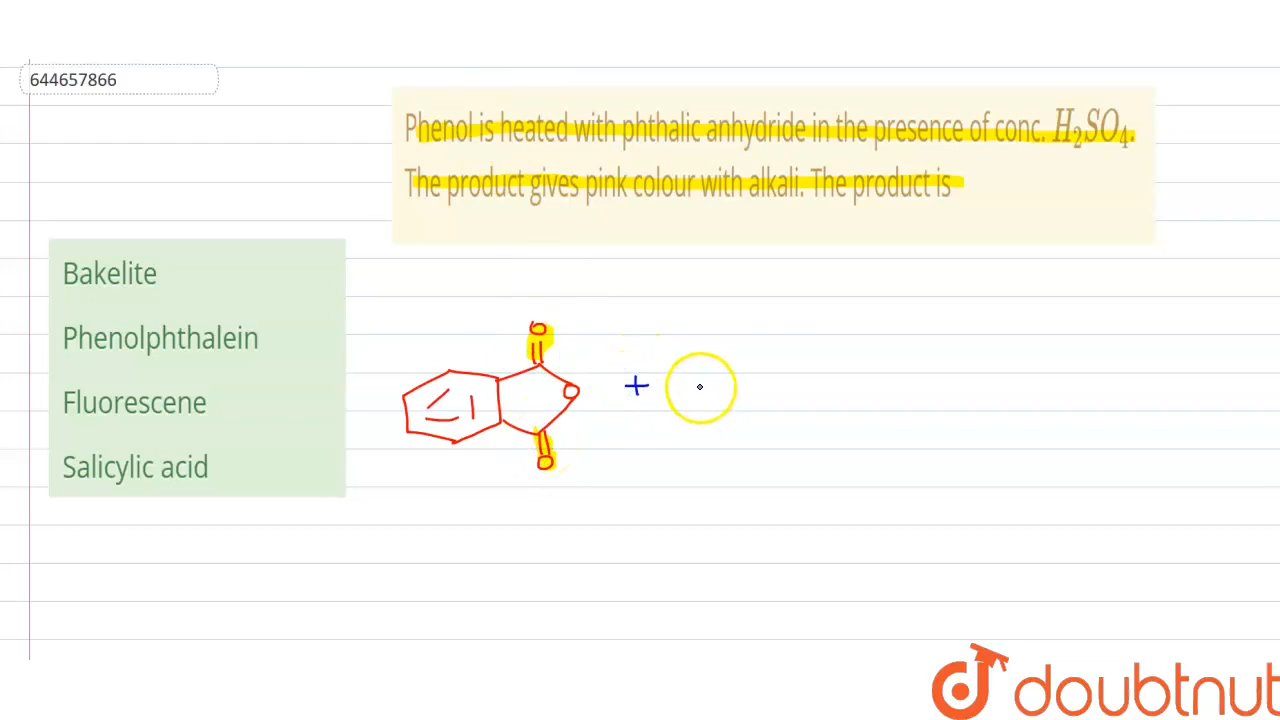 644657866
Phenol is heated with phthalic anhydride in the presence of conc. H₂SO₄.
The product gives pink colour with alkali. The product is
Bakelite
Phenolphthalein
Fluorescene
Salicylic acid
O
O
+
O
doubtnut